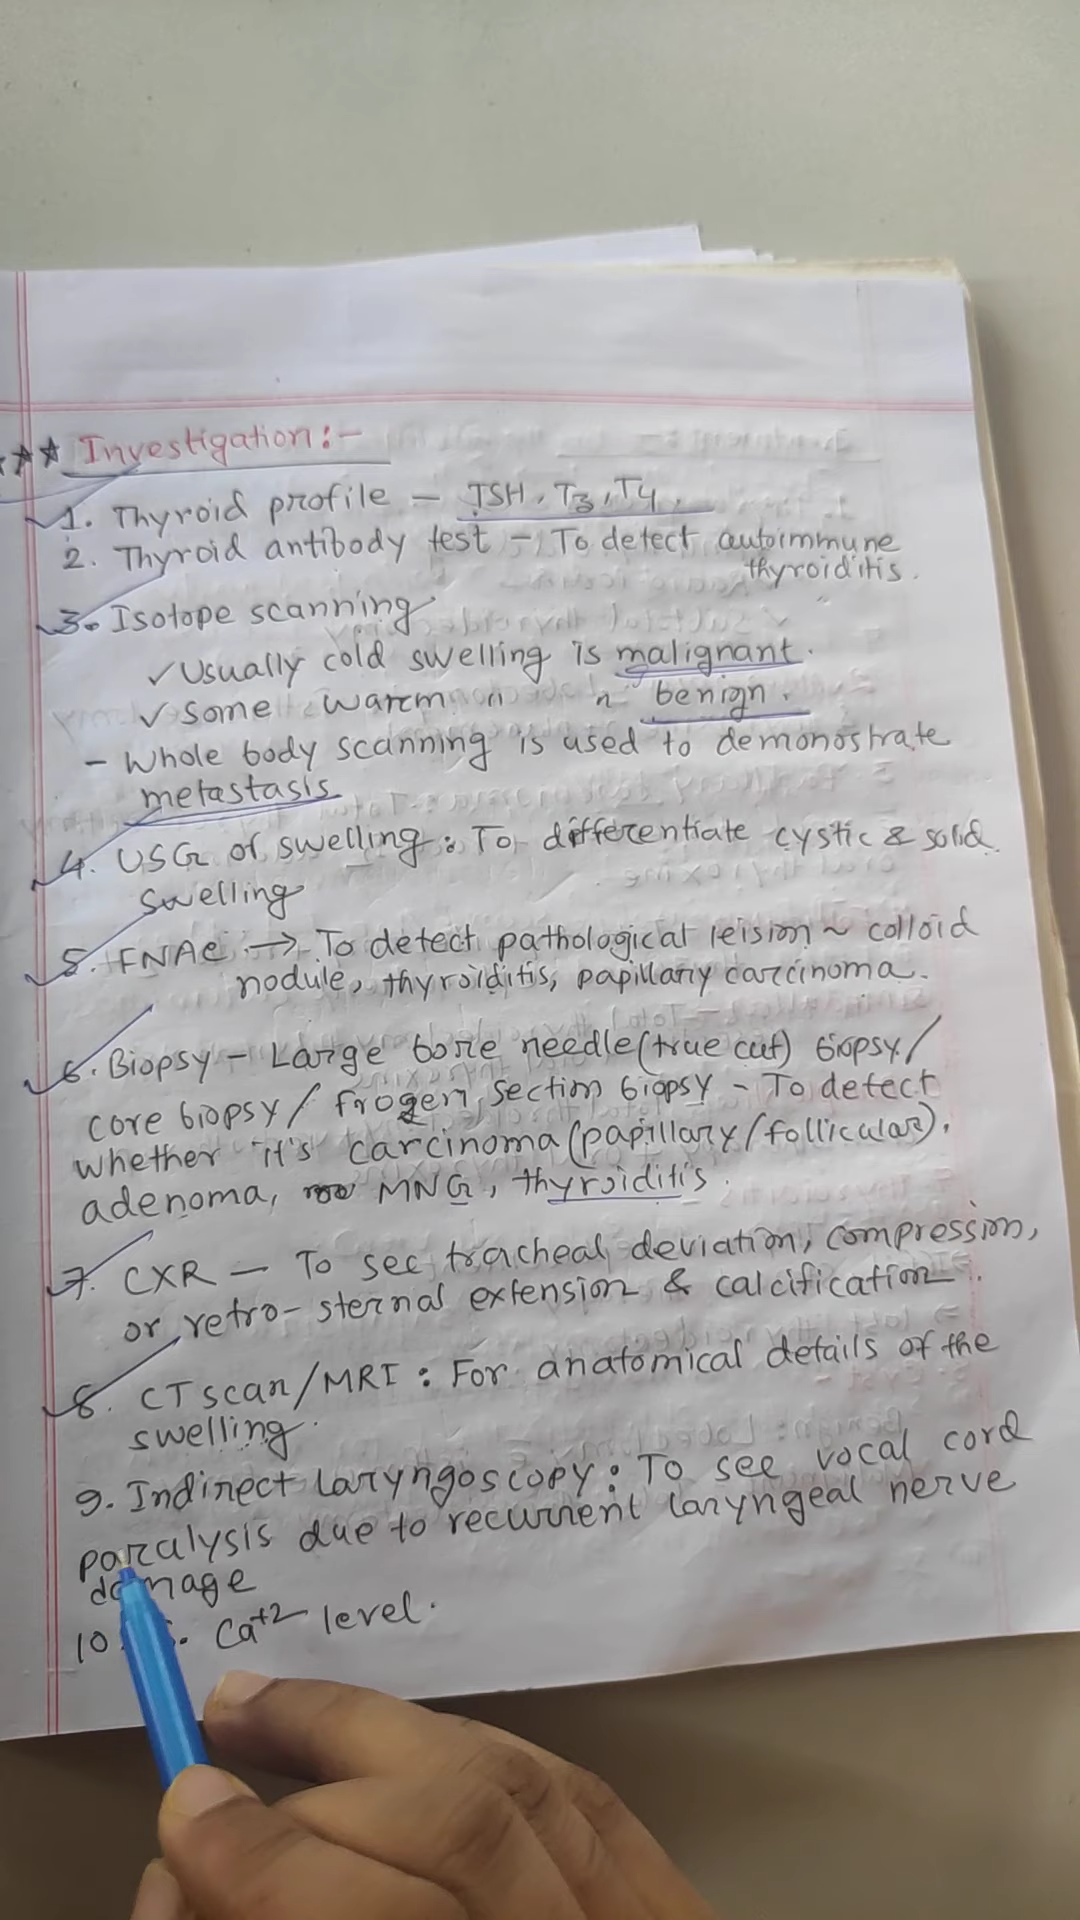 ★★ Investigation:-
1. Thyroid profile - TSH, T3, T4.
2. Thyroid antibody test - To detect autoimmune
thyroiditis.
3. Isotope scanning
✓ Usually cold swelling is malignant.
✓ some warm " " benign.
- Whole body scanning is used to demonostrate
metastasis
4. USG of swelling: To differentiate cystic & solid
swelling
5. FNAC → To detect pathological leision ~ colloid
nodule, thyroiditis, papillary carcinoma.
6. Biopsy - Large bore needle (true cut) biopsy/
core biopsy/ frozen section biopsy - To detect
whether it's carcinoma (papillary/follicular),
adenoma, MNG, thyroiditis.
7. CXR - To see tracheal deviation, compression,
or retro-sternal extension & calcification.
8. CT scan/MRI: For anatomical details of the
swelling.
9. Indirect laryngoscopy: To see vocal cord
paralysis due to recurrent laryngeal nerve
damage
10. Ca+2 level.